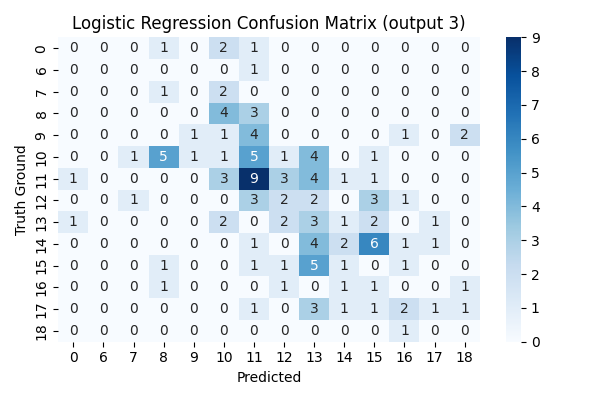 Logistic Regression Confusion Matrix (output 3)
Truth Ground
0 0 0 0 1 0 2 1 0 0 0 0 0 0 0
6 0 0 0 0 0 0 1 0 0 0 0 0 0 0
7 0 0 0 1 0 2 0 0 0 0 0 0 0 0
8 0 0 0 0 0 4 3 0 0 0 0 0 0 0
9 0 0 0 0 1 1 4 0 0 0 0 1 0 2
10 0 0 1 5 1 1 5 1 4 0 1 0 0 0
11 1 0 0 0 0 3 9 3 4 1 1 0 0 0
12 0 0 1 0 0 0 3 2 2 0 3 1 0 0
13 1 0 0 0 0 2 0 2 3 1 2 0 1 0
14 0 0 0 0 0 0 1 0 4 2 6 1 1 0
15 0 0 0 1 0 0 1 1 5 1 0 1 0 0
16 0 0 0 1 0 0 0 1 0 1 1 0 0 1
17 0 0 0 0 0 0 1 0 3 1 1 2 1 1
18 0 0 0 0 0 0 0 0 0 0 0 1 0 0
0 6 7 8 9 10 11 12 13 14 15 16 17 18
Predicted
9
8
7
6
5
4
3
2
1
0